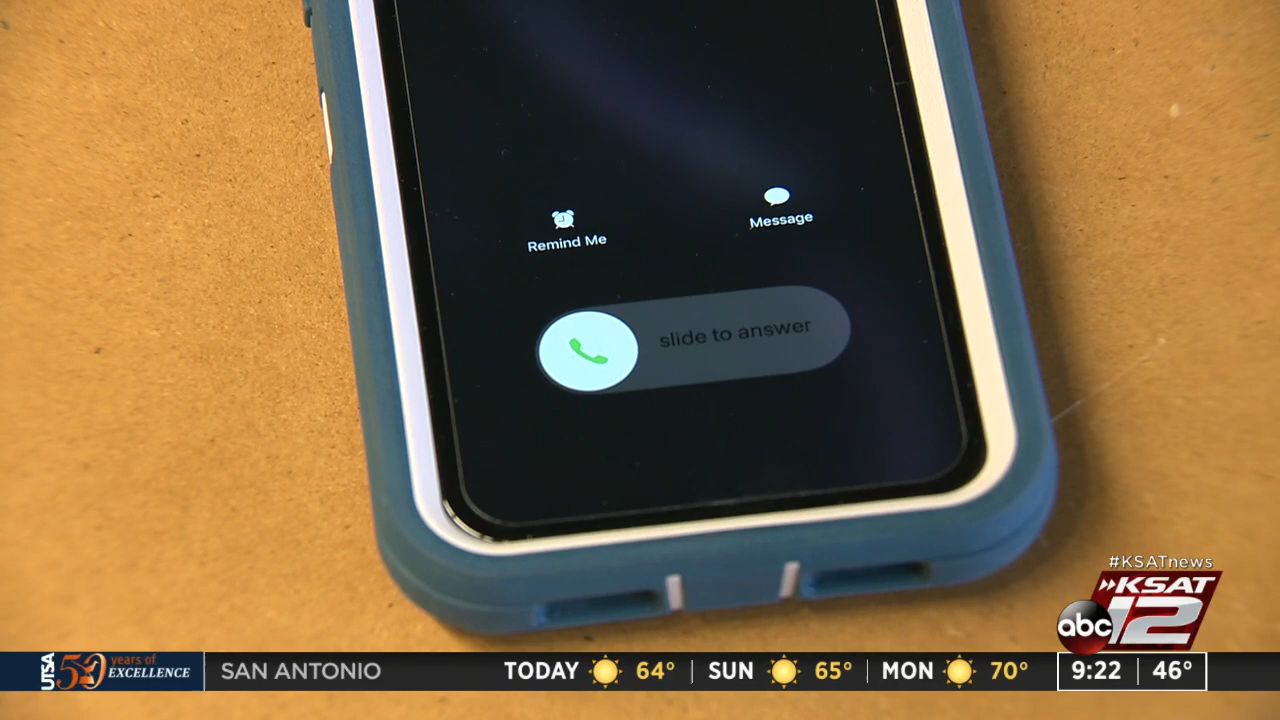 Remind Me
Message
slide to answer
#KSATnews
KSAT
abc 12
UTSA 50 years of EXCELLENCE
SAN ANTONIO
TODAY 64° SUN 65° MON 70°
9:22 46°